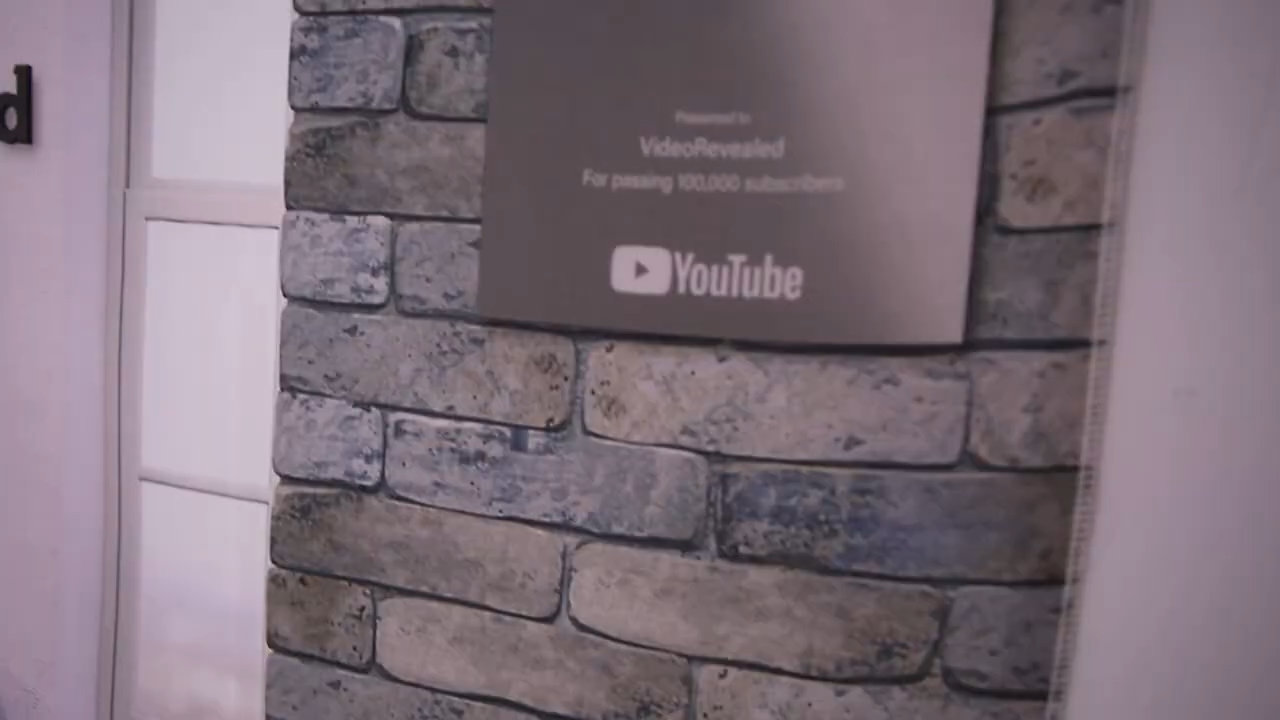 d
Presented to
VideoRevealed
For passing 100,000 subscribers
YouTube